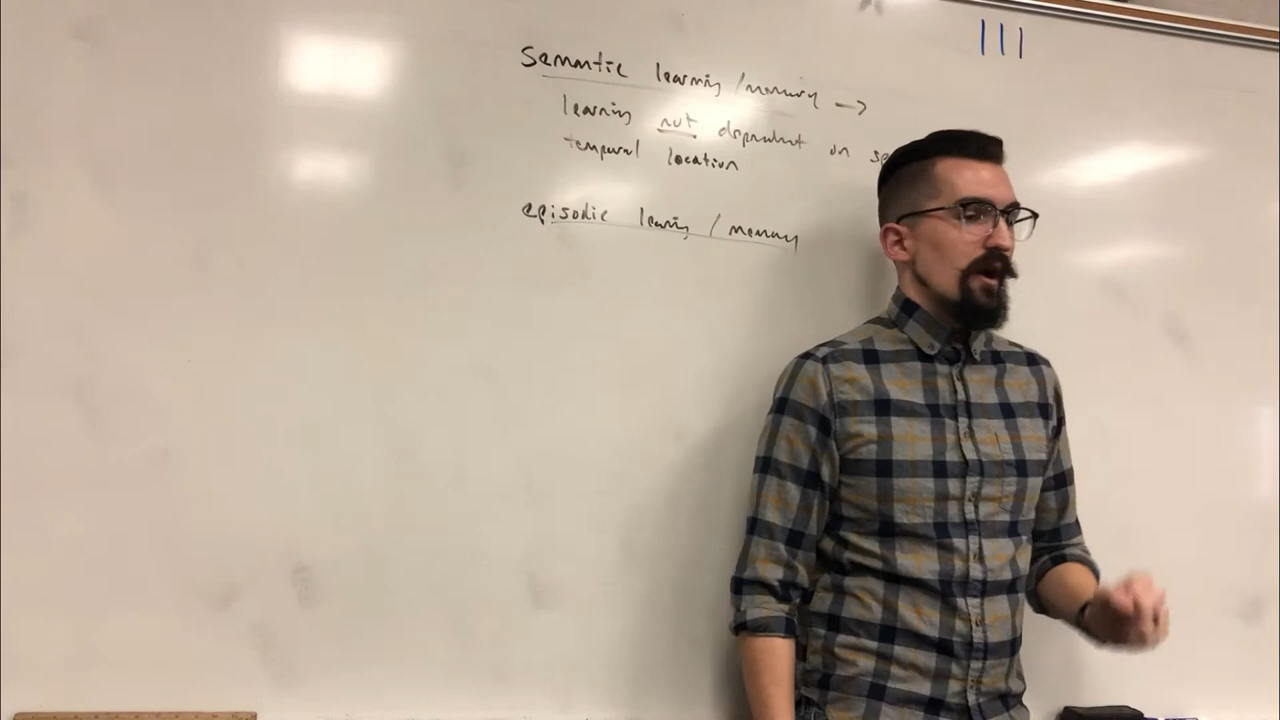 |||
Semantic learning/memory →
learning not dependent on
temporal location
episodic learning / memory